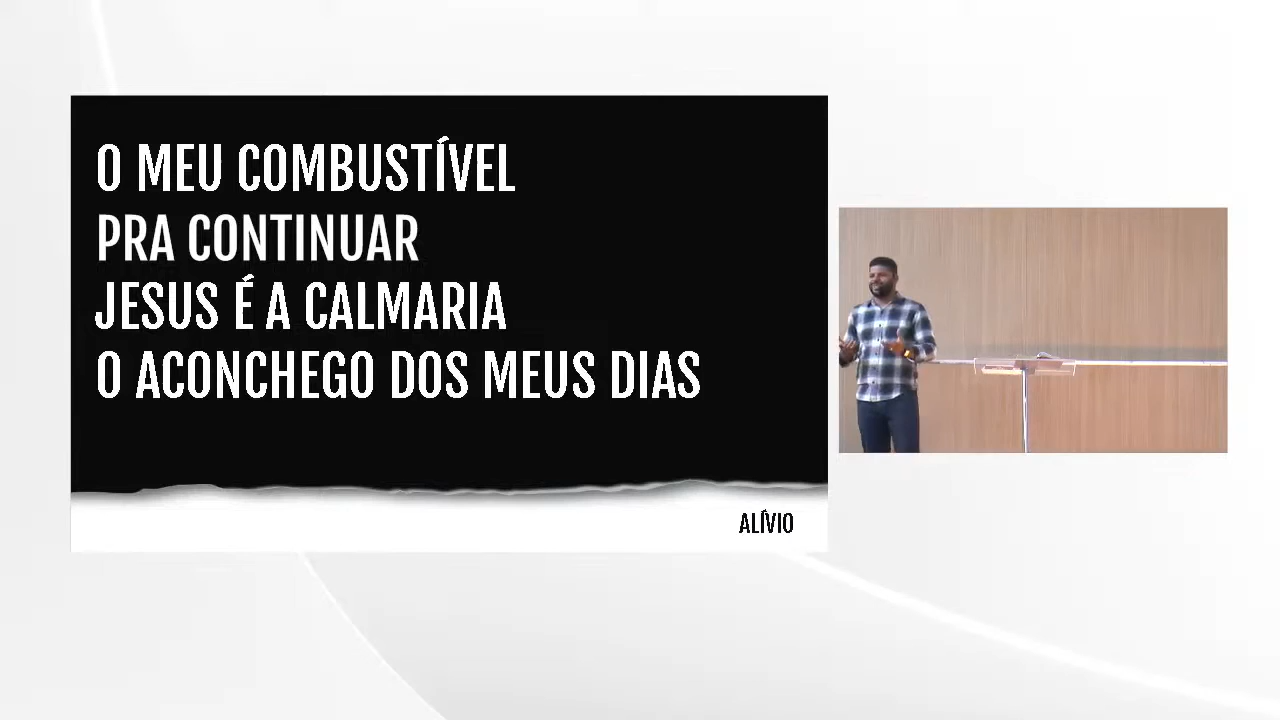 O MEU COMBUSTÍVEL
PRA CONTINUAR
JESUS É A CALMARIA
O ACONCHEGO DOS MEUS DIAS
ALÍVIO